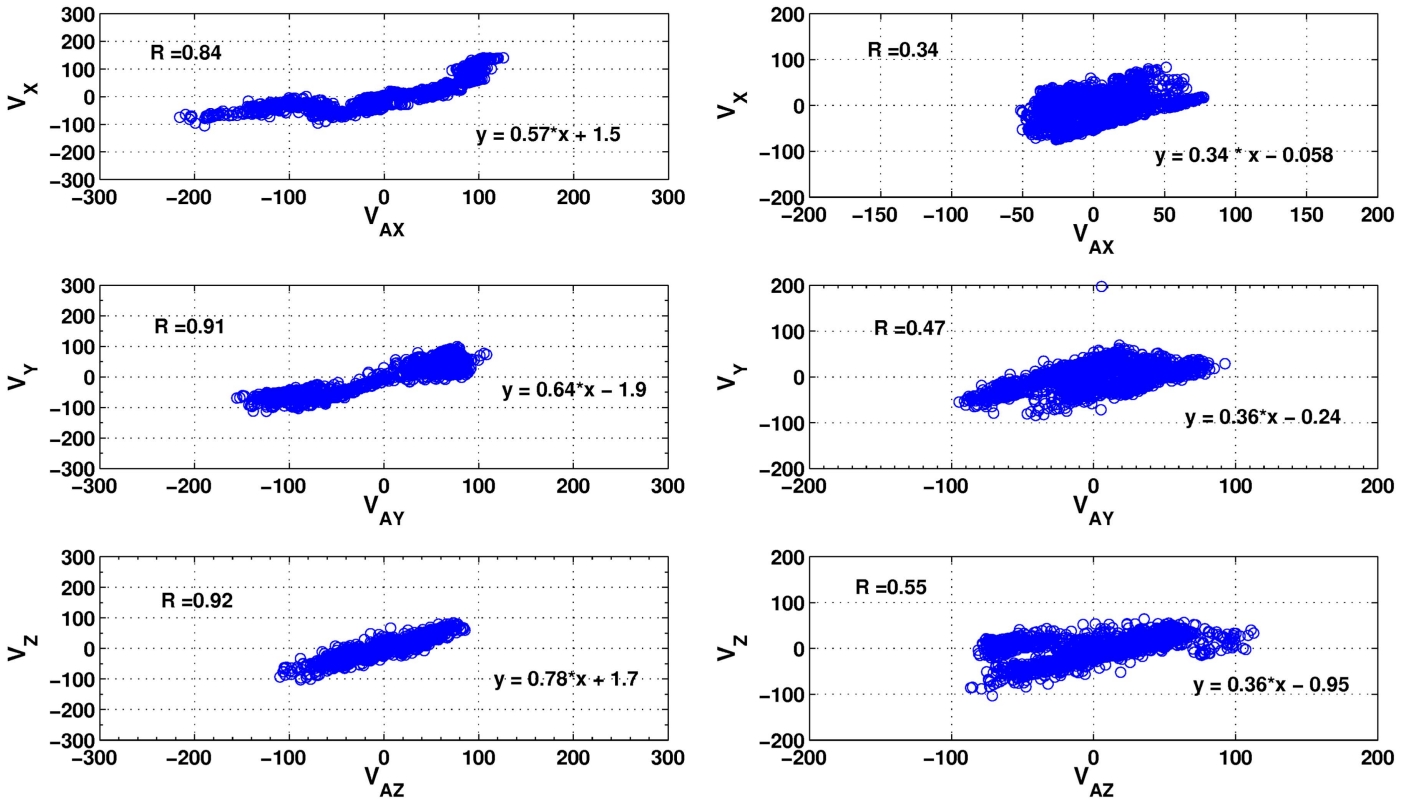 300
200
100
0
−100
−200
−300
V_X
R =0.84
y = 0.57*x + 1.5
−300 −200 −100 0 100 200 300
V_AX
200
100
0
−100
−200
V_X
R =0.34
y = 0.34 * x − 0.058
−200 −150 −100 −50 0 50 100 150 200
V_AX
300
200
100
0
−100
−200
−300
V_Y
R =0.91
y = 0.64*x − 1.9
−300 −200 −100 0 100 200 300
V_AY
200
100
0
−100
−200
V_Y
R =0.47
y = 0.36*x − 0.24
−200 −100 0 100 200
V_AY
300
200
100
0
−100
−200
−300
V_Z
R =0.92
y = 0.78*x + 1.7
−300 −200 −100 0 100 200 300
V_AZ
200
100
0
−100
−200
V_Z
R =0.55
y = 0.36*x − 0.95
−200 −100 0 100 200
V_AZ